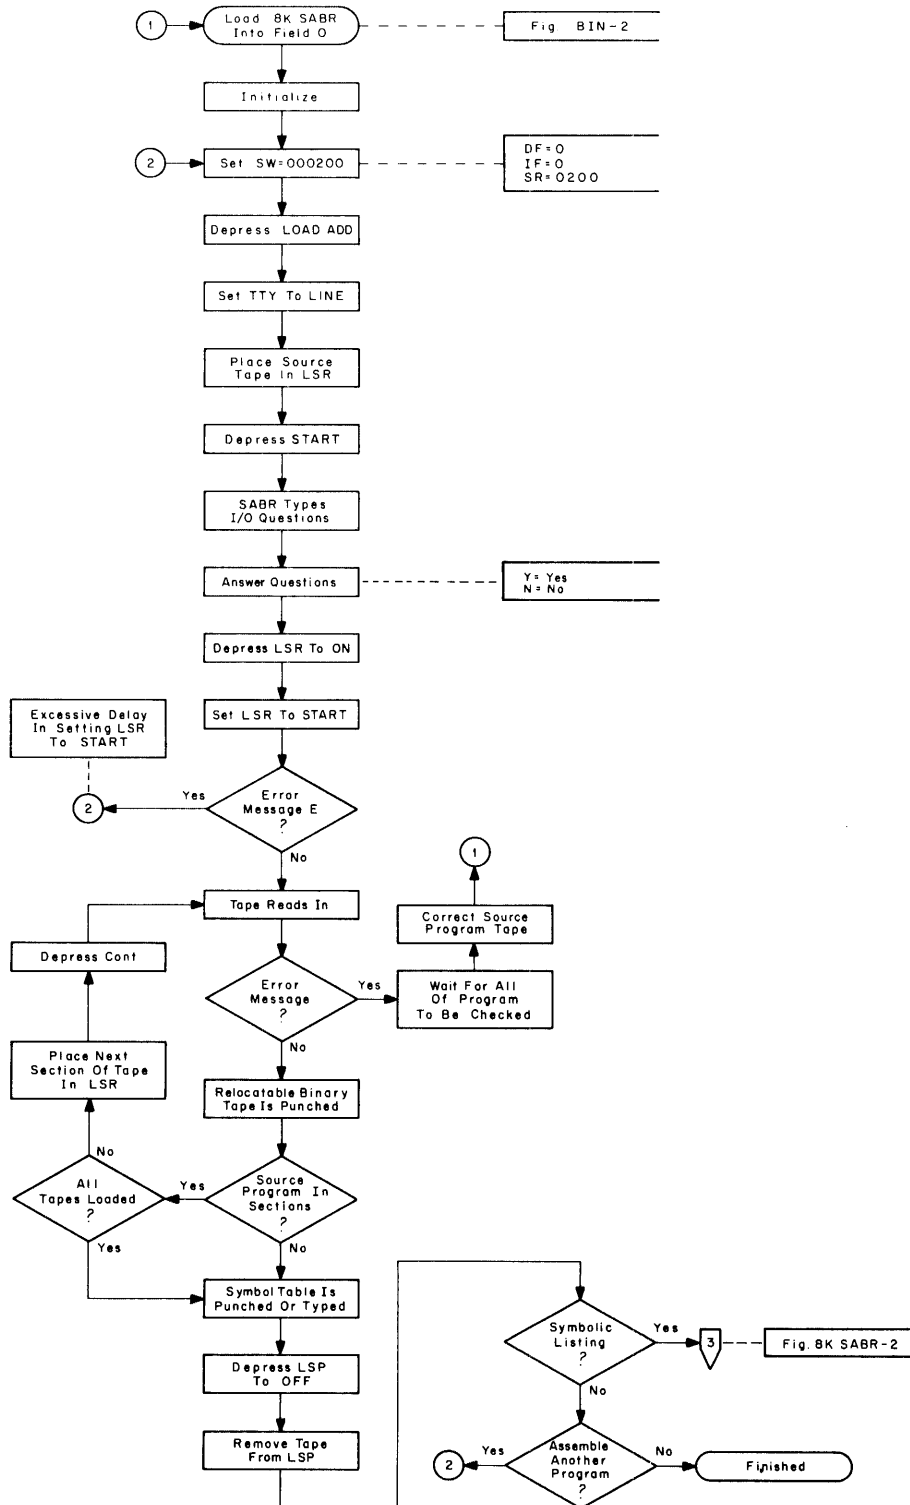 1
Load 8K SABR
Into Field 0
Fig BIN-2
Initialize
2
Set SW=000200
DF=0
IF=0
SR=0200
Depress LOAD ADD
Set TTY To LINE
Place Source
Tape In LSR
Depress START
SABR Types
I/O Questions
Answer Questions
Y= Yes
N= No
Depress LSR To ON
Excessive Delay
In Setting LSR
To START
Set LSR To START
2
Yes
Error
Message E
?
No
1
Tape Reads In
Correct Source
Program Tape
Depress Cont
Error
Message
?
Yes
Wait For All
Of Program
To Be Checked
No
Place Next
Section Of Tape
In LSR
Relocatable Binary
Tape Is Punched
No
All
Tapes Loaded
?
Yes
Yes
Source
Program In
Sections
?
No
Symbol Table Is
Punched Or Typed
Symbolic
Listing
?
Yes
3
Fig. 8K SABR-2
No
Depress LSP
To OFF
Remove Tape
From LSP
2
Yes
Assemble
Another
Program
?
No
Finished